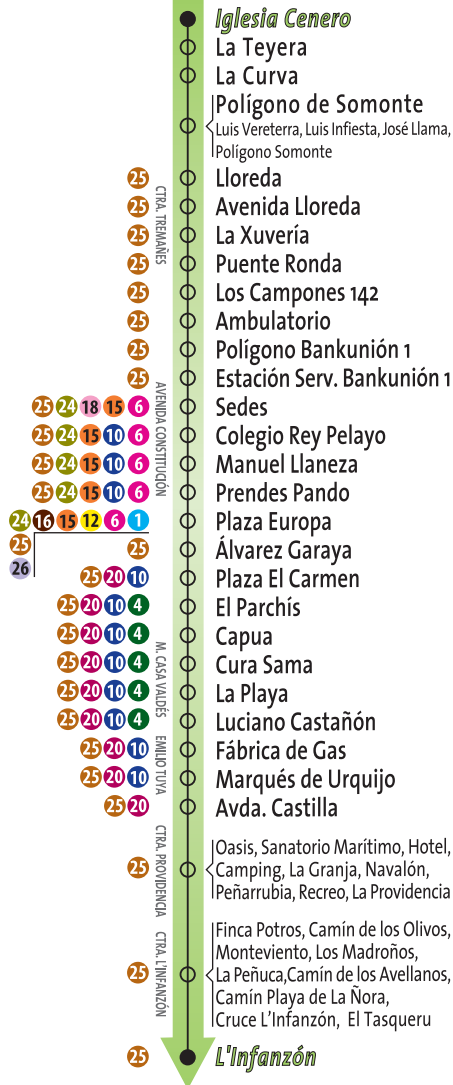 Iglesia Cenero
La Teyera
La Curva
Polígono de Somonte
Luis Vereterra, Luis Infiesta, José Llama,
Polígono Somonte
CTRA. TREMAÑES
25 Lloreda
25 Avenida Lloreda
25 La Xuvería
25 Puente Ronda
25 Los Campones 142
25 Ambulatorio
25 Polígono Bankunión 1
25 Estación Serv. Bankunión 1
AVENIDA CONSTITUCIÓN
25 24 18 15 6 Sedes
25 24 15 10 6 Colegio Rey Pelayo
25 24 15 10 6 Manuel Llaneza
25 24 15 10 6 Prendes Pando
24 16 15 12 6 1 Plaza Europa
25 25 Álvarez Garaya
26
25 20 10 Plaza El Carmen
25 20 10 4 El Parchís
25 20 10 4 Capua
M. CASA VALDÉS
25 20 10 4 Cura Sama
25 20 10 4 La Playa
25 20 10 4 Luciano Castañón
EMILIO TUYA
25 20 10 Fábrica de Gas
25 20 10 Marqués de Urquijo
25 20 Avda. Castilla
CTRA. PROVIDENCIA
Oasis, Sanatorio Marítimo, Hotel,
25 Camping, La Granja, Navalón,
Peñarrubia, Recreo, La Providencia
CTRA. L'INFANZÓN
Finca Potros, Camín de los Olivos,
Monteviento, Los Madroños,
25 La Peñuca,Camín de los Avellanos,
Camín Playa de La Ñora,
Cruce L'Infanzón, El Tasqueru
25 L'Infanzón